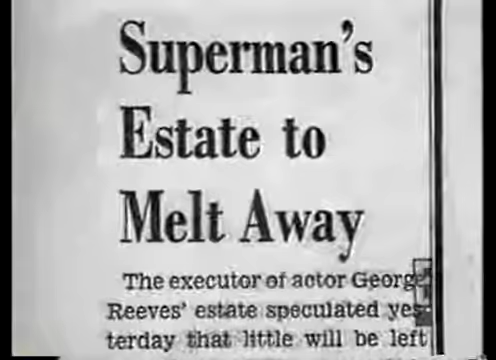 Superman's
Estate to
Melt Away
The executor of actor George
Reeves' estate speculated yes-
terday that little will be left